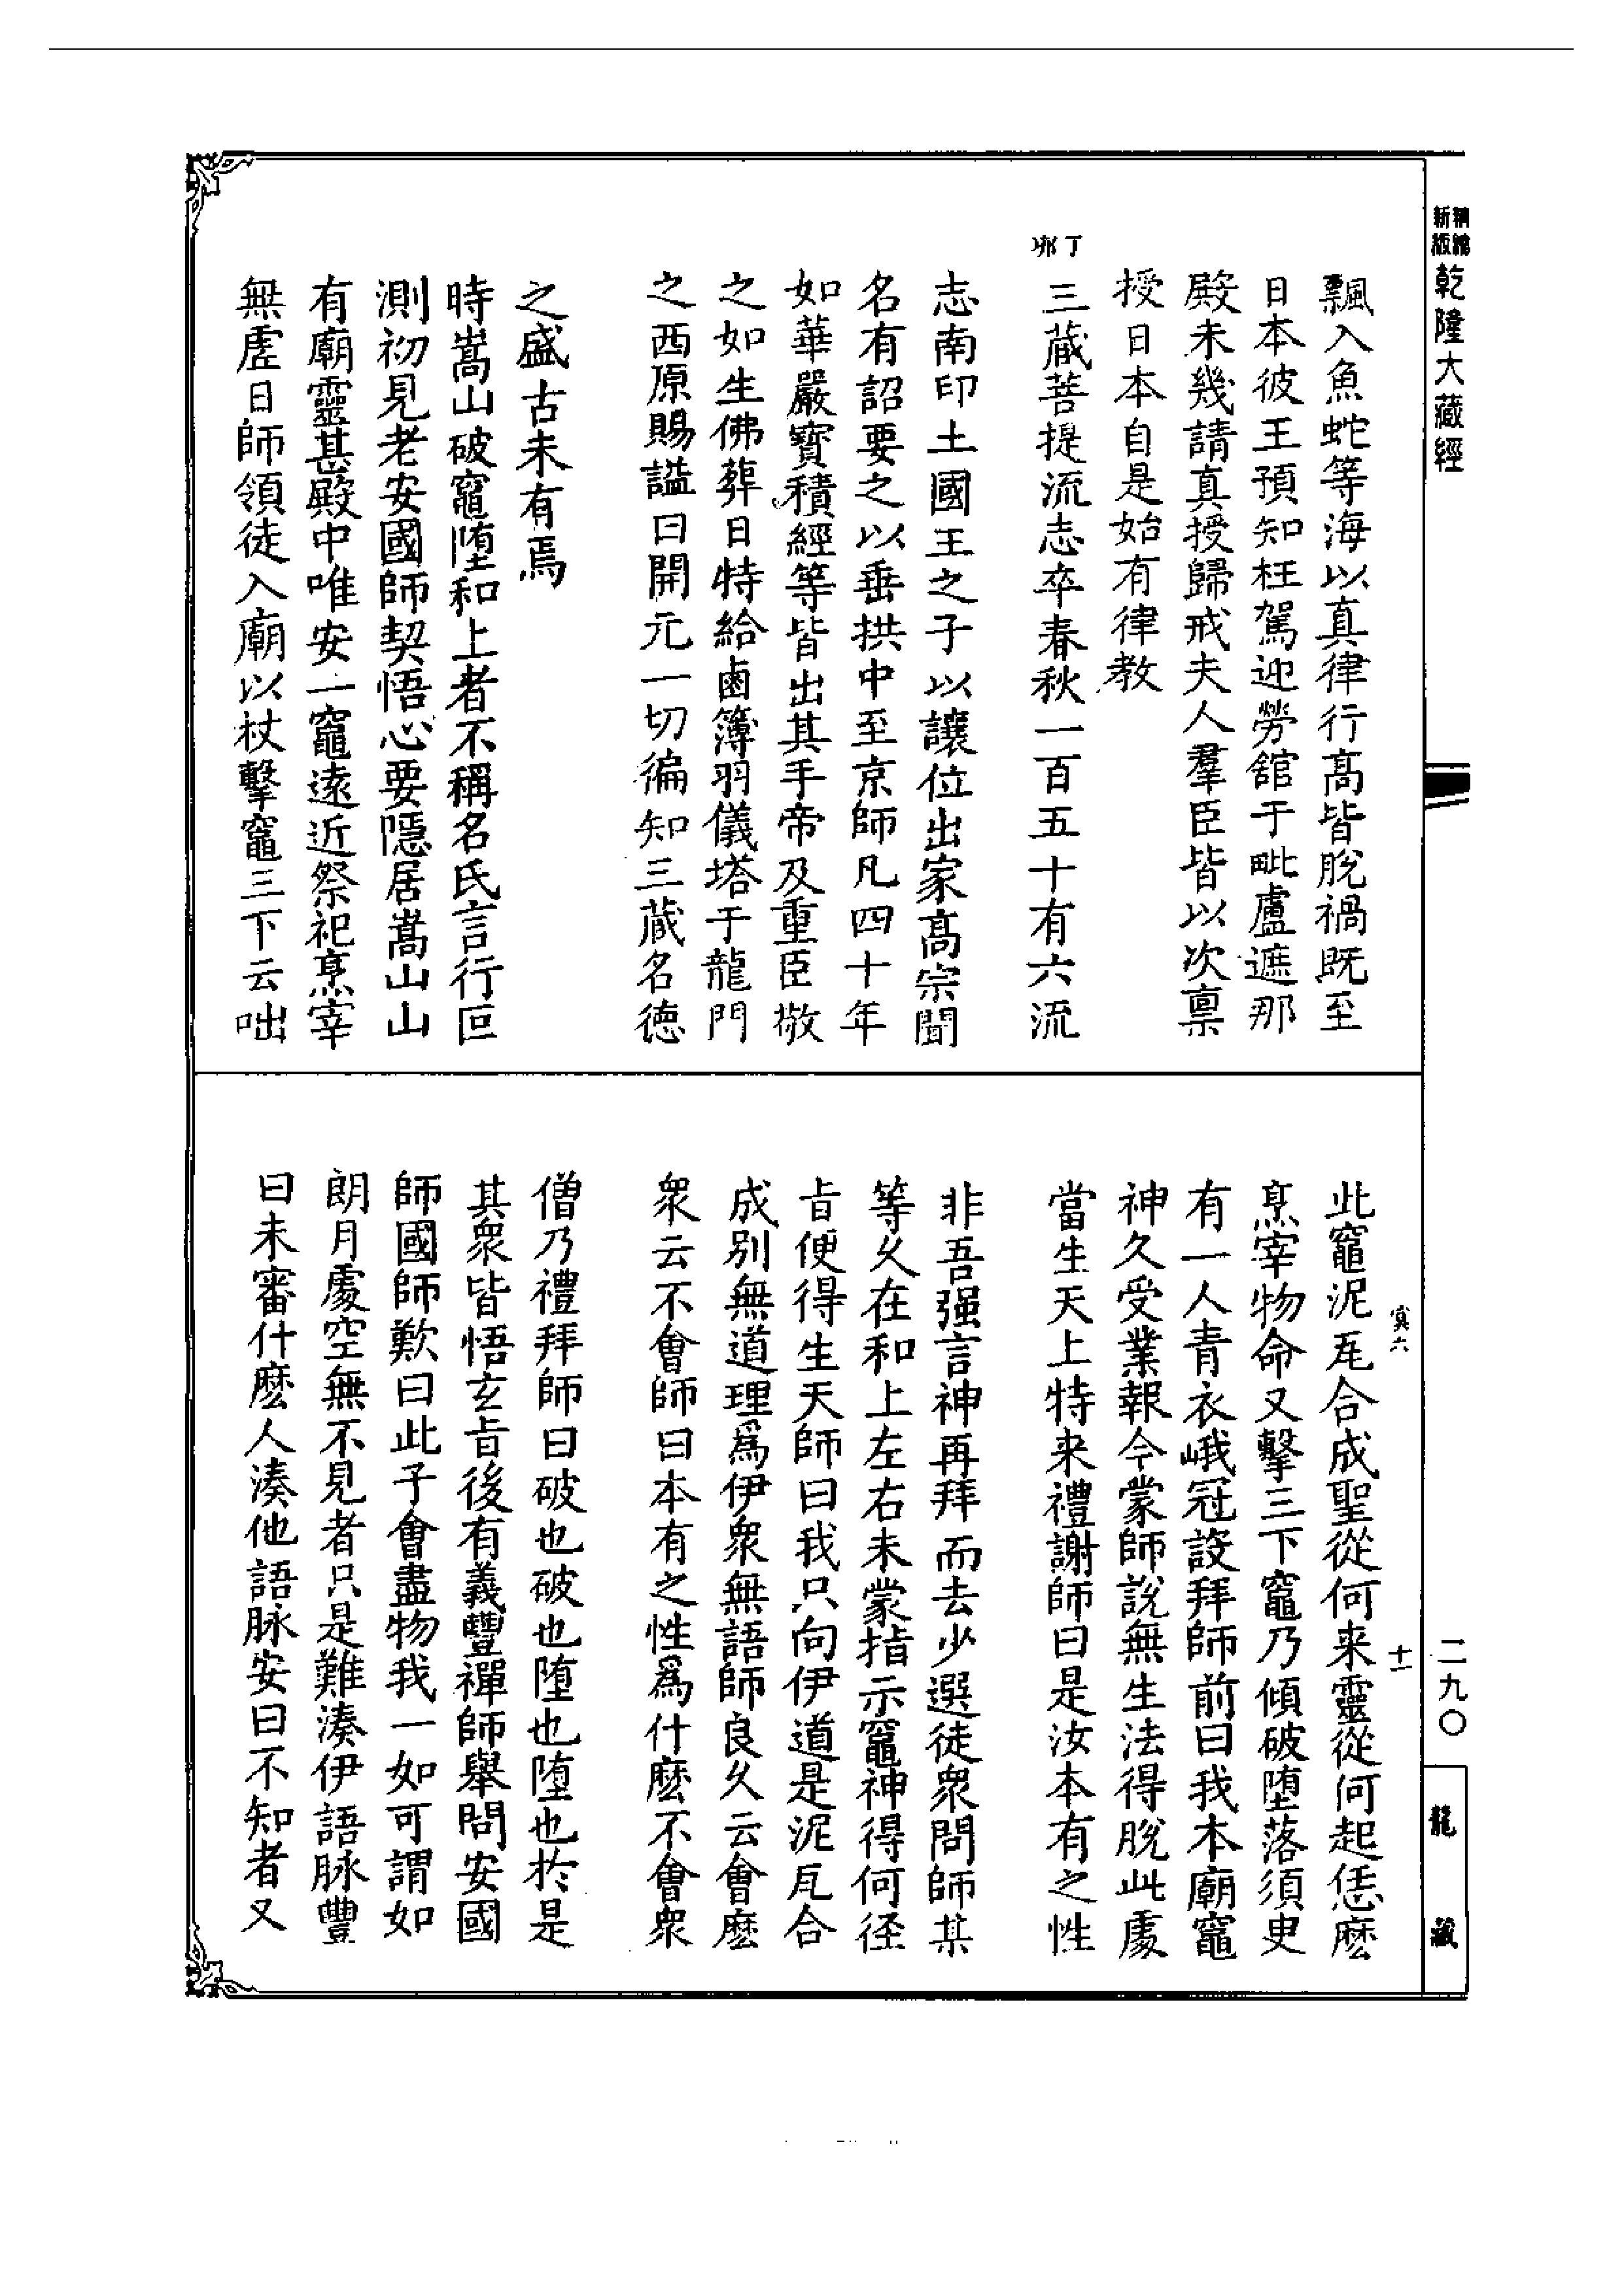 精繪
新版
乾隆大藏經
飄入魚蛇等海以真律行高皆脫禍既至
日本彼王預知枉駕迎勞舘于毗盧遮那
殿未幾請真授歸戒夫人羣臣皆以次禀
授日本自是始有律教
丁
夘
三藏菩提流志卒春秋一百五十有六流
志南印土國王之子以讓位出家高宗聞
名有詔要之以垂拱中至京師凡四十年
如華嚴寳積經等皆出其手帝及重臣敬
之如生佛葬日特給鹵簿羽儀塔于龍門
之西原賜謚曰開元一切徧知三藏名德
之盛古未有焉
時嵩山破竈墮和上者不稱名氏言行叵
測初見老安國師契悟心要隱居嵩山山
有廟靈甚殿中唯安一竈遠近祭祀烹宰
無虗日師領徒入廟以杖擊竈三下云咄
冥六
十一
此竈泥瓦合成聖從何来靈從何起恁麽
烹宰物命又擊三下竈乃傾破墮落須叟
有一人青衣峨冠設拜師前曰我本廟竈
神久受業報今蒙師說無生法得脫此處
當生天上特来禮謝師曰是汝本有之性
非吾强言神再拜而去少選徒衆問師某
等久在和上左右未蒙指示竈神得何径
㫖便得生天師曰我只向伊道是泥瓦合
成別無道理爲伊衆無語師良久云會麽
衆云不會師曰本有之性爲什麽不會衆
僧乃禮拜師曰破也破也墮也墮也於是
其衆皆悟玄㫖後有義豐禪師舉問安國
師國師歎曰此子會盡物我一如可謂如
朗月處空無不見者只是難湊伊語脉豐
曰未審什麽人湊他語脉安曰不知者又
二九〇
龍
藏